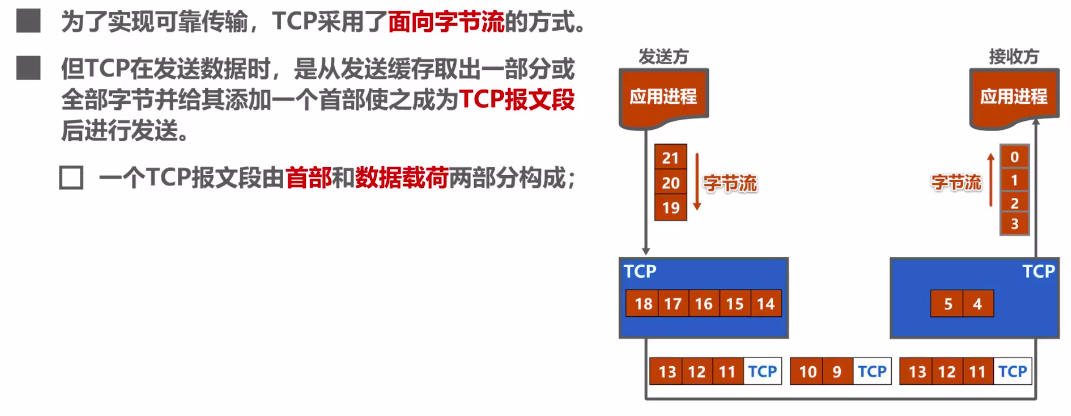 为了实现可靠传输，TCP采用了面向字节流的方式。
但TCP在发送数据时，是从发送缓存取出一部分或
全部字节并给其添加一个首部使之成为TCP报文段
后进行发送。
一个TCP报文段由首部和数据载荷两部分构成；
发送方
接收方
应用进程
应用进程
21
20
19
字节流
字节流
0
1
2
3
TCP
18 17 16 15 14
TCP
5 4
13 12 11 TCP
10 9 TCP
13 12 11 TCP